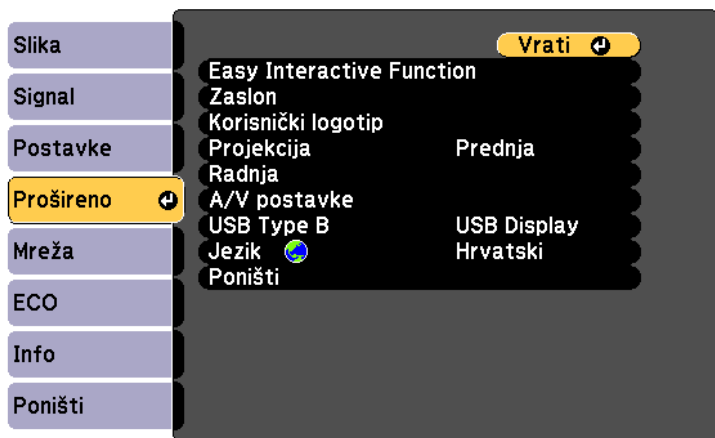 Slika
Signal
Postavke
Prošireno
Mreža
ECO
Info
Poništi
Vrati
Easy Interactive Function
Zaslon
Korisnički logotip
Projekcija Prednja
Radnja
A/V postavke
USB Type B USB Display
Jezik Hrvatski
Poništi